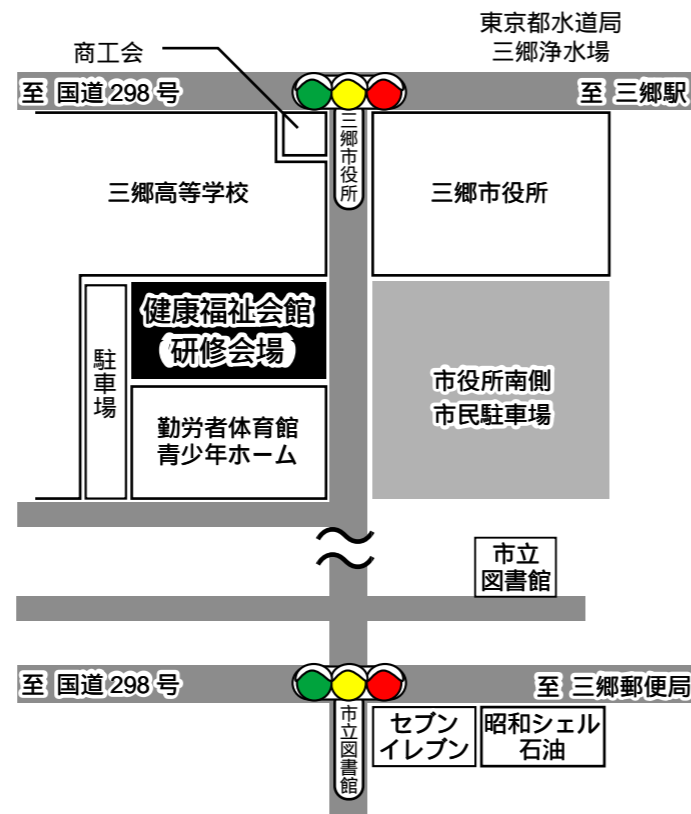 東京都水道局
三郷浄水場
商工会
至 国道298号
至 三郷駅
三郷市役所
三郷高等学校
三郷市役所
健康福祉会館
研修会場
駐車場
市役所南側
市民駐車場
勤労者体育館
青少年ホーム
市立
図書館
至 国道298号
至 三郷郵便局
市立図書館
セブン
イレブン
昭和シェル
石油